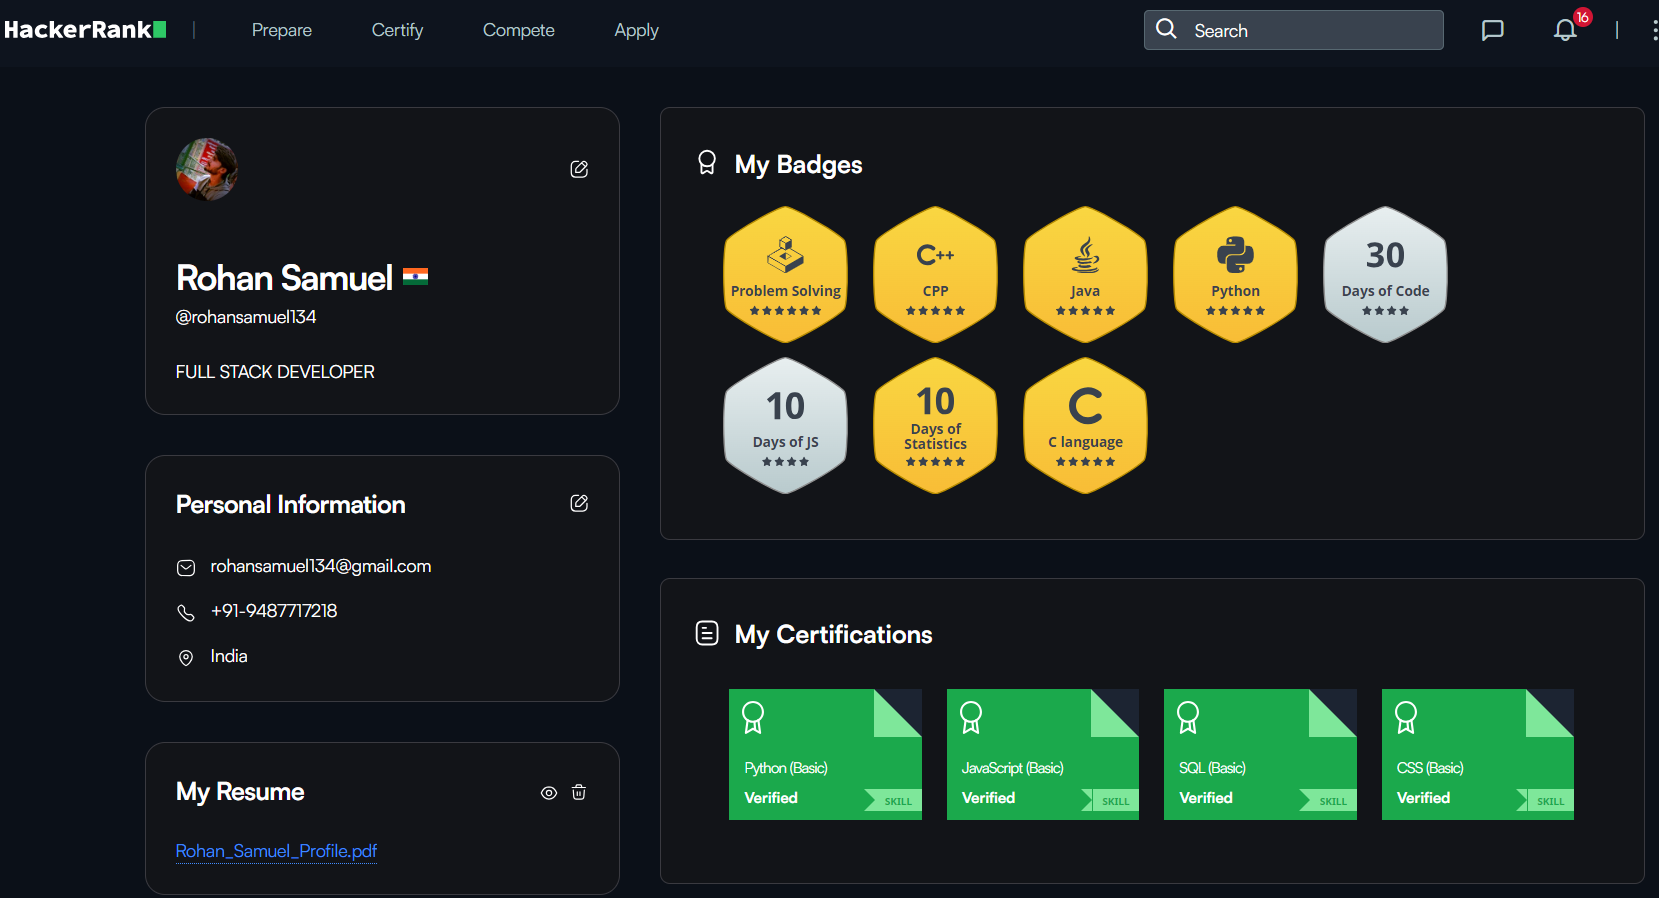 HackerRank
Prepare
Certify
Compete
Apply
Search
16
Rohan Samuel
@rohansamuel134
FULL STACK DEVELOPER
Personal Information
rohansamuel134@gmail.com
+91-9487717218
India
My Resume
Rohan_Samuel_Profile.pdf
My Badges
Problem Solving
C++
CPP
Java
Python
30
Days of Code
10
Days of JS
10
Days of
Statistics
C
C language
My Certifications
Python (Basic)
Verified
SKILL
JavaScript (Basic)
Verified
SKILL
SQL (Basic)
Verified
SKILL
CSS (Basic)
Verified
SKILL